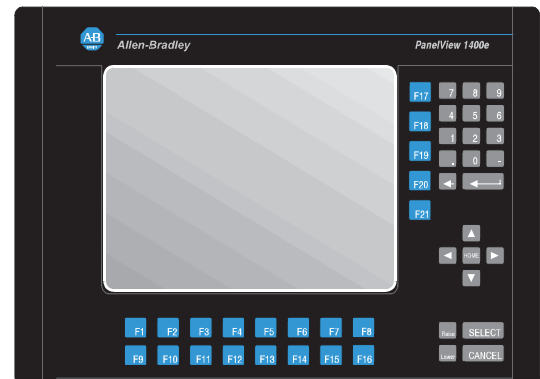 AB
Allen-Bradley
PanelView 1400e
F17 7 8 9
F18 4 5 6
1 2 3
F19 . 0 -
F20
F21
HOME
F1 F2 F3 F4 F5 F6 F7 F8
Raise SELECT
F9 F10 F11 F12 F13 F14 F15 F16
Lower CANCEL